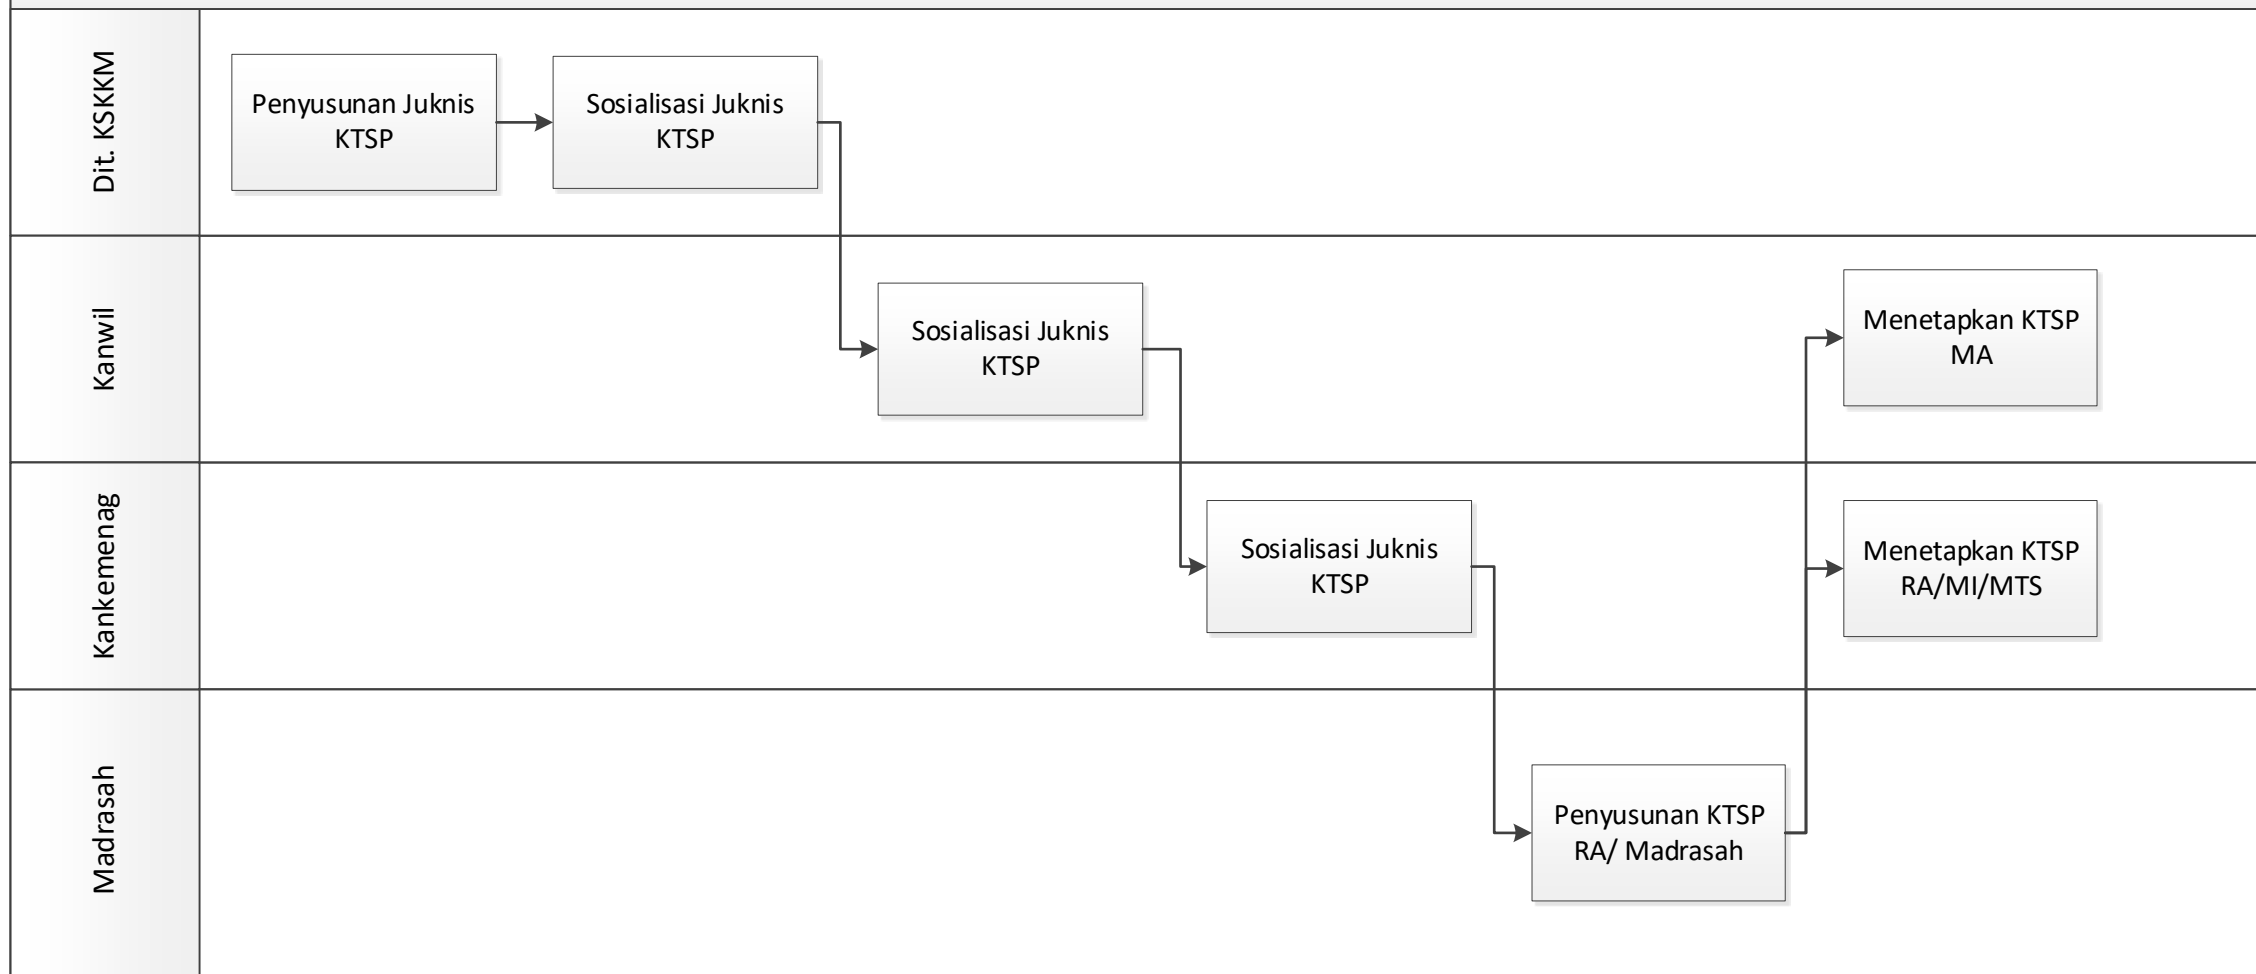 Dit. KSKKM
Penyusunan Juknis
KTSP
Sosialisasi Juknis
KTSP
Kanwil
Sosialisasi Juknis
KTSP
Menetapkan KTSP
MA
Kankemenag
Sosialisasi Juknis
KTSP
Menetapkan KTSP
RA/MI/MTS
Madrasah
Penyusunan KTSP
RA/ Madrasah